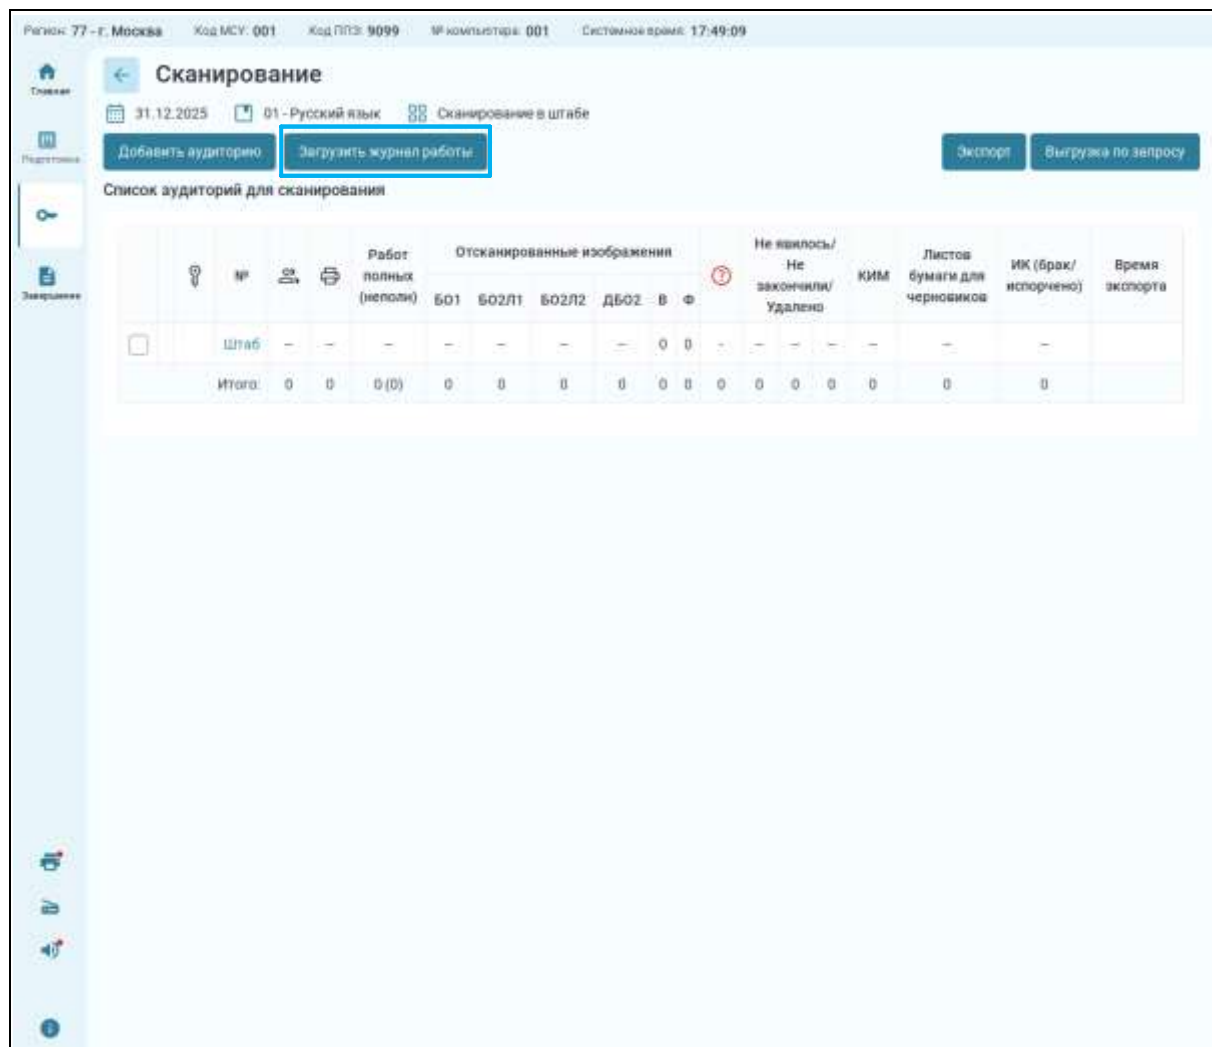 Регион: 77 - г. Москва Код МСУ: 001 Код ППЭ: 9099 № компьютера: 001 Системное время: 17:49:09
Главная
Сканирование
31.12.2025 01 - Русский язык Сканирование в штабе
Подготовка
Добавить аудиторию Загрузить журнал работы Экспорт Выгрузка по запросу
Список аудиторий для сканирования
Завершение
№ Работ полных (неполн) Отсканированные изображения Не явилось/ Не закончили/ Удалено КИМ Листов бумаги для черновиков ИК (брак/ испорчено) Время экспорта
БО1 БО2Л1 БО2Л2 ДБО2 В Ф
Штаб – – – – – – – 0 0 - – – – – – –
Итого: 0 0 0 (0) 0 0 0 0 0 0 0 0 0 0 0 0 0